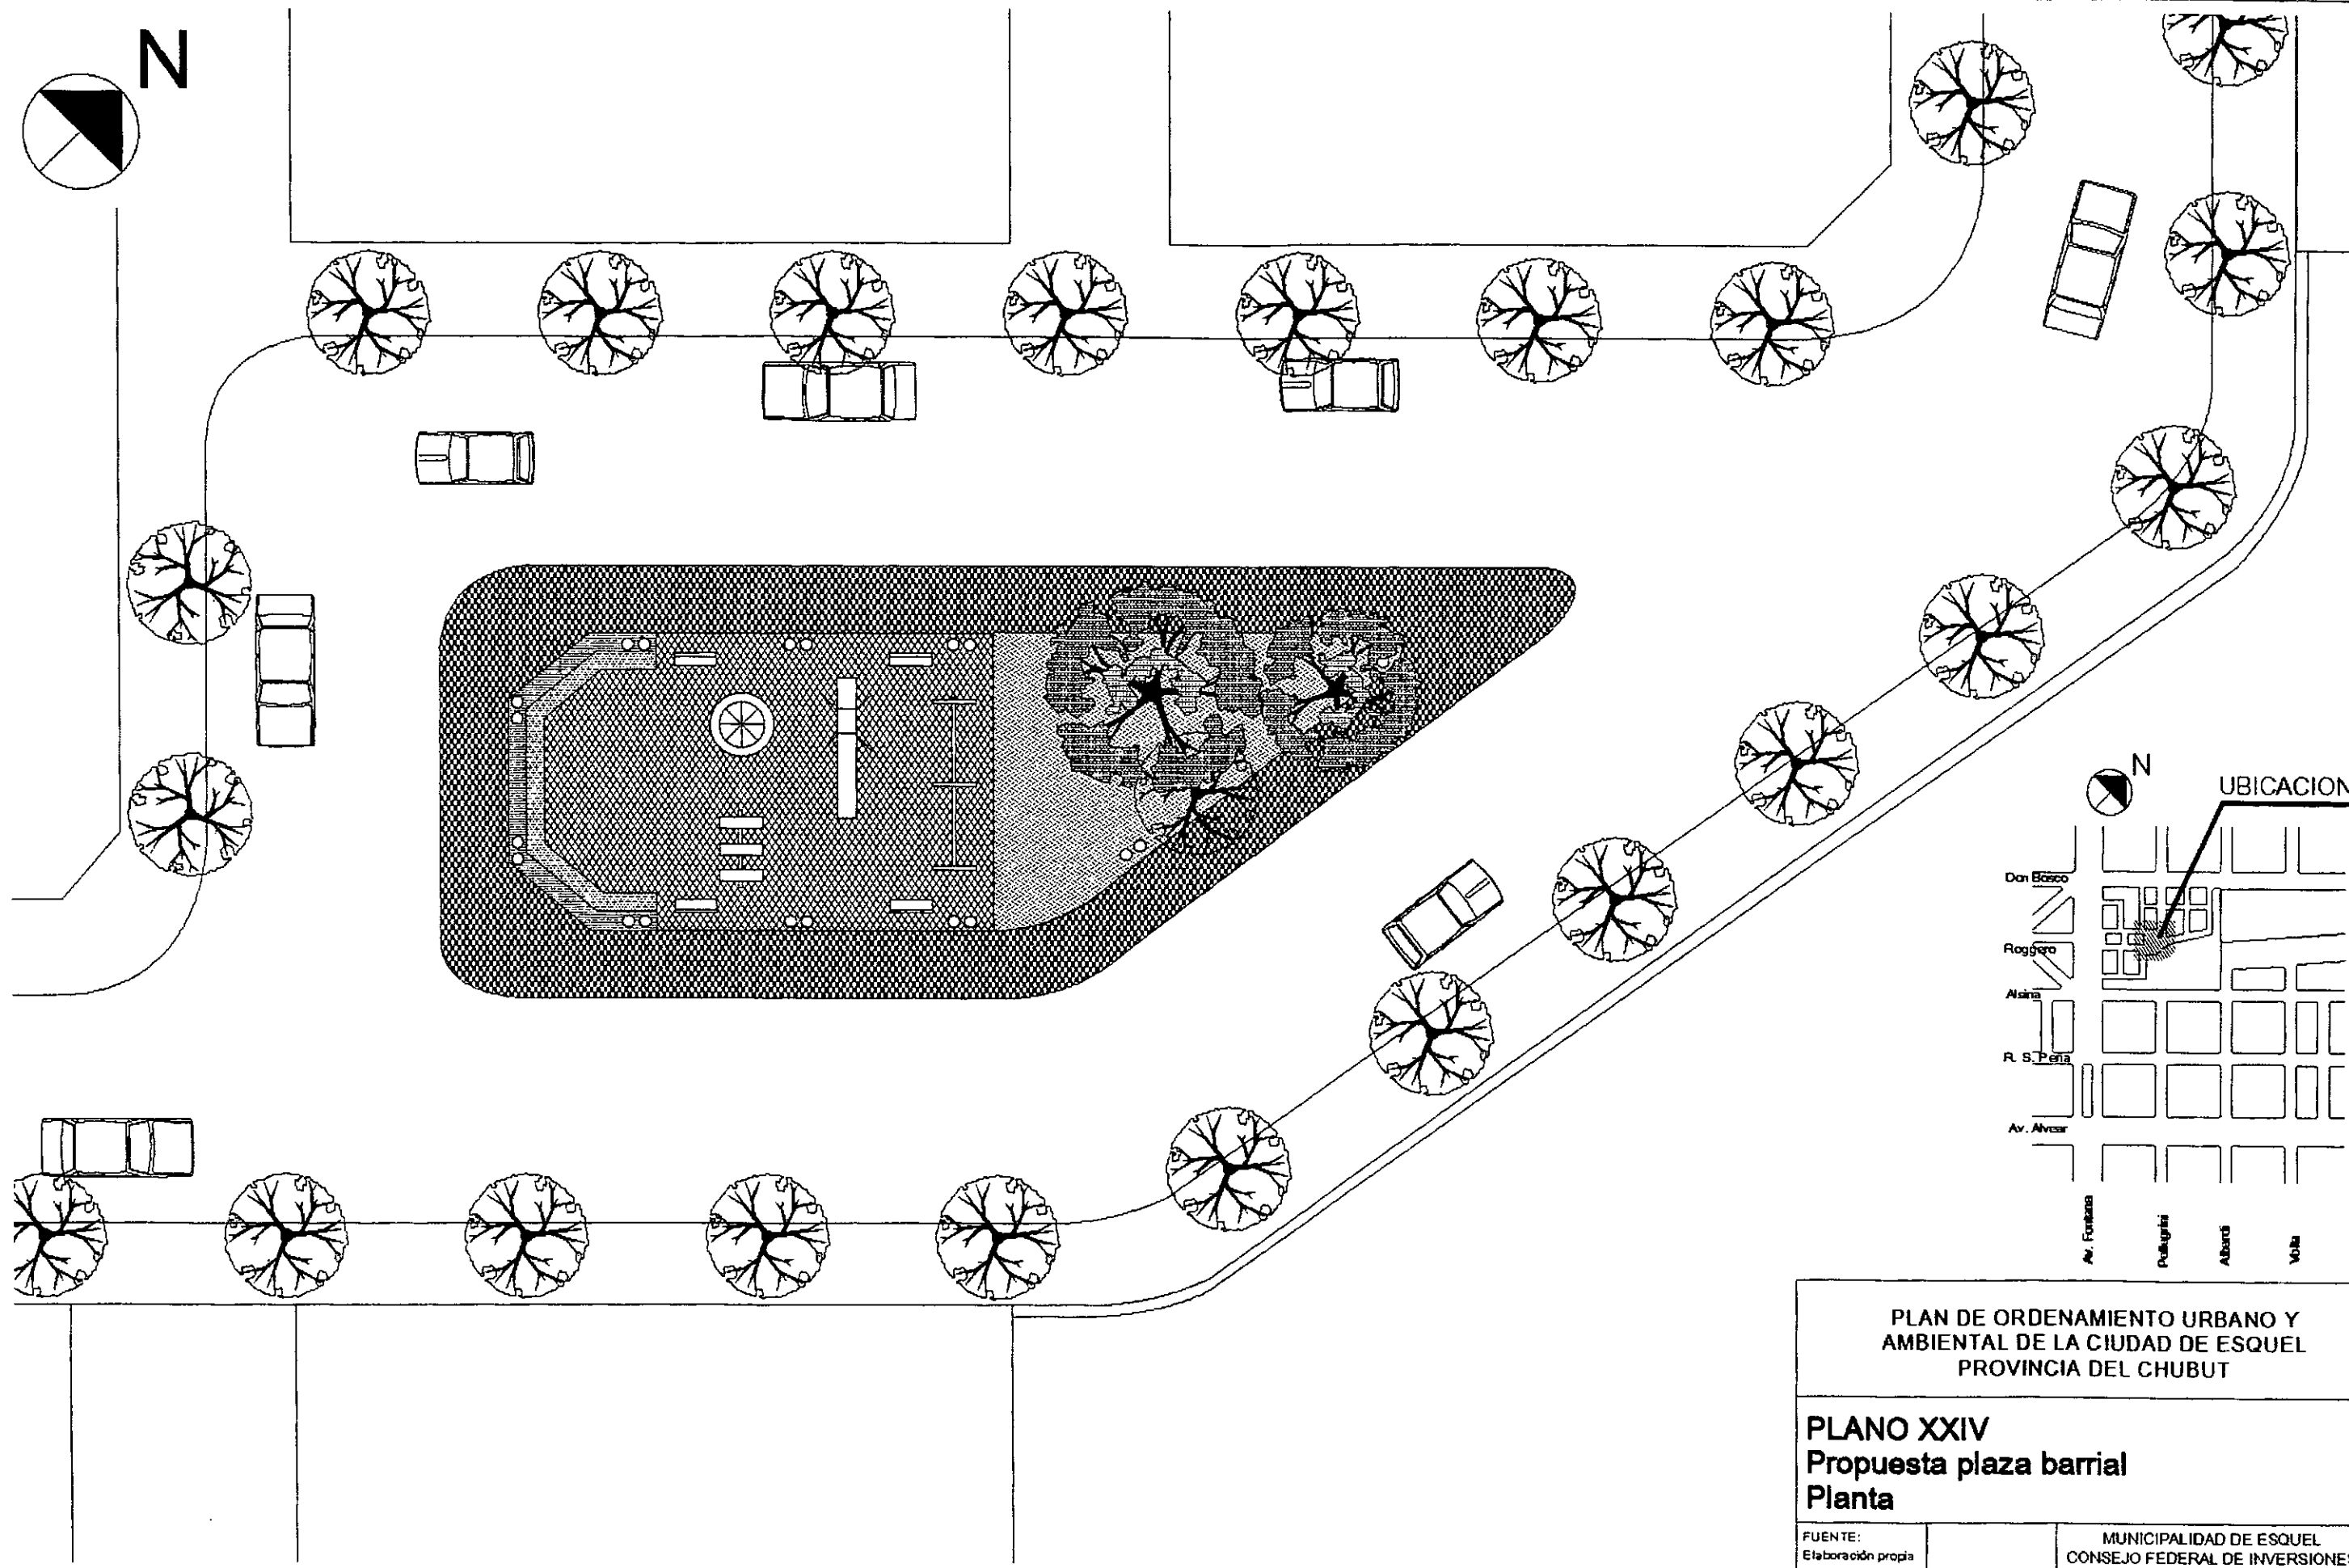 N
N
UBICACION
Don Bosco
Roggero
Alsina
R. S. Peña
Av. Alvear
Av. Fontana
Pellegrini
Alberdi
Volta
PLAN DE ORDENAMIENTO URBANO Y
AMBIENTAL DE LA CIUDAD DE ESQUEL
PROVINCIA DEL CHUBUT
PLANO XXIV
Propuesta plaza barrial
Planta
FUENTE:
Elaboración propia
MUNICIPALIDAD DE ESQUEL
CONSEJO FEDERAL DE INVERSIONE